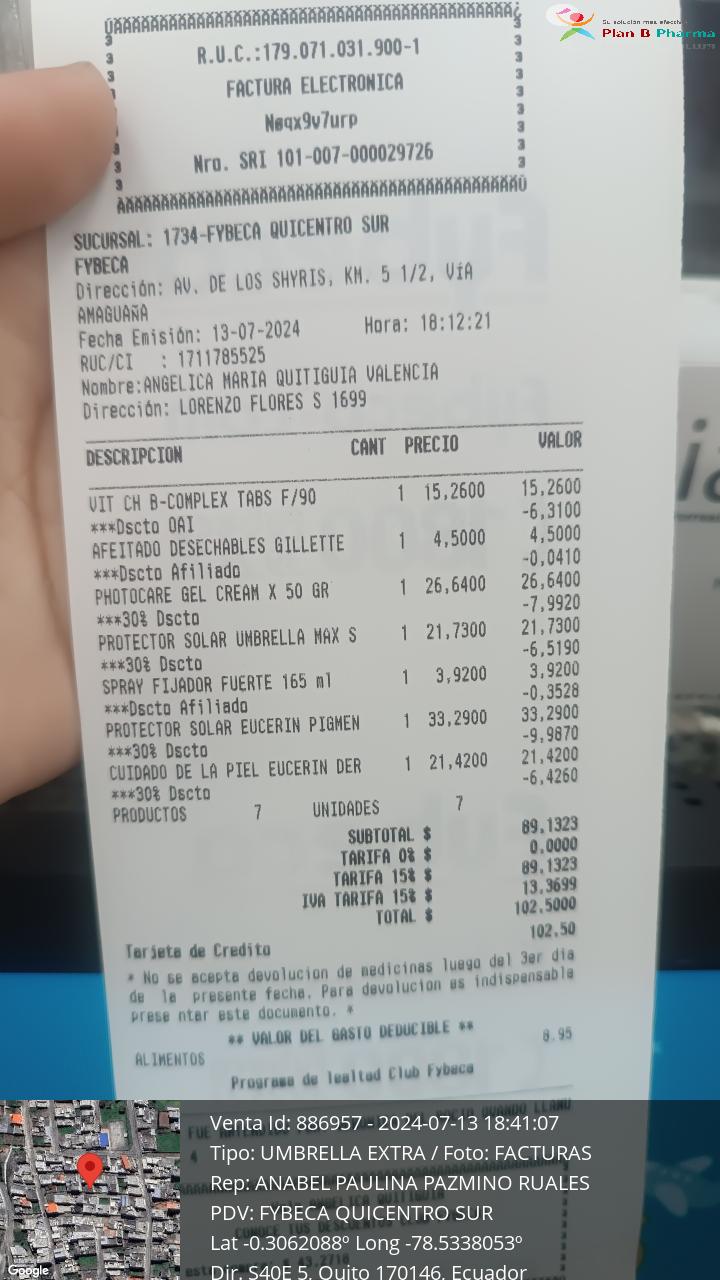 Su solución más efectiva
Plan B Pharma
R.U.C.:179.071.031.900-1
FACTURA ELECTRONICA
Nøqx9v7urp
Nro. SRI 101-007-000029726
SUCURSAL: 1734-FYBECA QUICENTRO SUR
FYBECA
Dirección: AV. DE LOS SHYRIS, KM. 5 1/2, VíA
AMAGUAñA
Fecha Emisión: 13-07-2024 Hora: 18:12:21
RUC/CI : 1711785525
Nombre:ANGELICA MARIA QUITIGUIA VALENCIA
Dirección: LORENZO FLORES S 1699
DESCRIPCION CANT PRECIO VALOR
VIT CH B-COMPLEX TABS F/90 1 15,2600 15,2600
***Dscto OAI -6,3100
AFEITADO DESECHABLES GILLETTE 1 4,5000 4,5000
***Dscto Afiliado -0,0410
PHOTOCARE GEL CREAM X 50 GR 1 26,6400 26,6400
***30% Dscto -7,9920
PROTECTOR SOLAR UMBRELLA MAX S 1 21,7300 21,7300
***30% Dscto -6,5190
SPRAY FIJADOR FUERTE 165 ml 1 3,9200 3,9200
***Dscto Afiliado -0,3528
PROTECTOR SOLAR EUCERIN PIGMEN 1 33,2900 33,2900
***30% Dscto -9,9870
CUIDADO DE LA PIEL EUCERIN DER 1 21,4200 21,4200
***30% Dscto -6,4260
PRODUCTOS 7 UNIDADES 7
SUBTOTAL $ 89,1323
TARIFA 0% $ 0.0000
TARIFA 15% $ 89,1323
IVA TARIFA 15% $ 13,3699
TOTAL $ 102,5000
Tarjeta de Credito 102,50
* No se acepta devolucion de medicinas luego del 3er dia
de la presente fecha. Para devolucion es indispensable
prese ntar este documento. *
** VALOR DEL GASTO DEDUCIBLE **
ALIMENTOS 8.95
Programa de lealtad Club Fybeca
Venta Id: 886957 - 2024-07-13 18:41:07
Tipo: UMBRELLA EXTRA / Foto: FACTURAS
Rep: ANABEL PAULINA PAZMINO RUALES
PDV: FYBECA QUICENTRO SUR
Lat -0.3062088º Long -78.5338053º
Dir. S40E 5, Quito 170146, Ecuador
Google